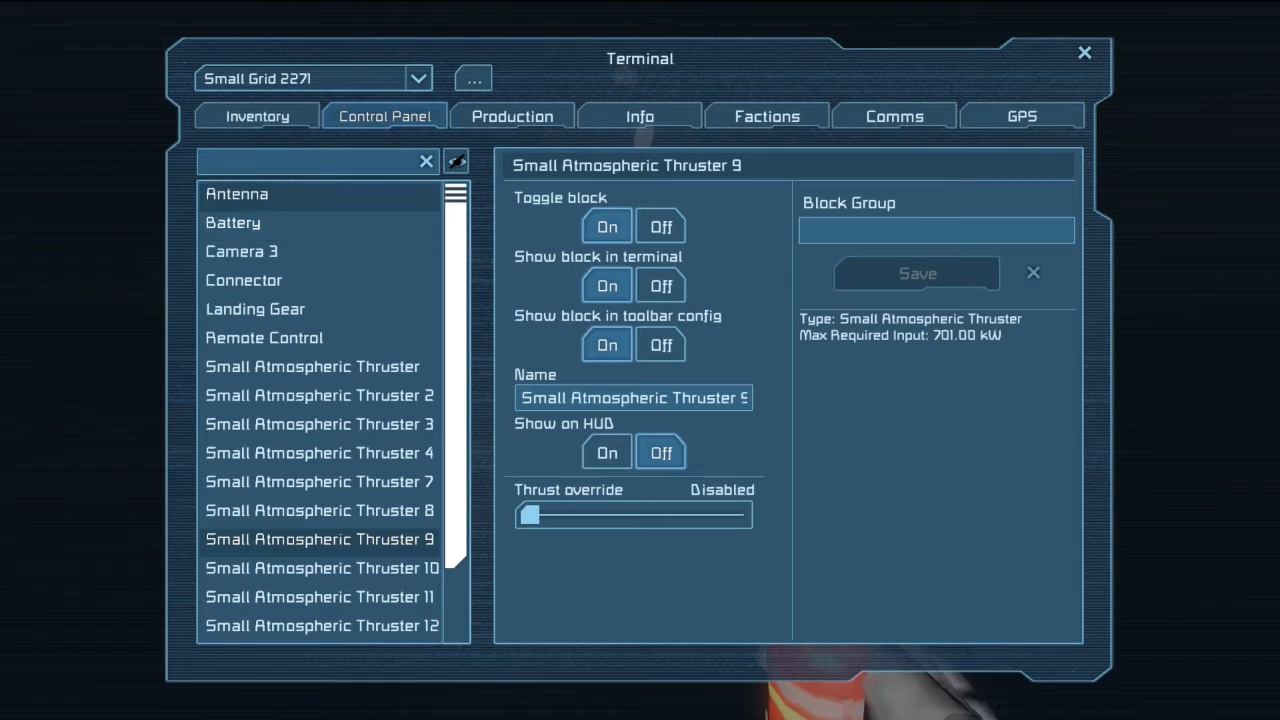 Terminal
Small Grid 2271
...
Inventory
Control Panel
Production
Info
Factions
Comms
GPS
Antenna
Battery
Camera 3
Connector
Landing Gear
Remote Control
Small Atmospheric Thruster
Small Atmospheric Thruster 2
Small Atmospheric Thruster 3
Small Atmospheric Thruster 4
Small Atmospheric Thruster 7
Small Atmospheric Thruster 8
Small Atmospheric Thruster 9
Small Atmospheric Thruster 10
Small Atmospheric Thruster 11
Small Atmospheric Thruster 12
Small Atmospheric Thruster 9
Toggle block
On Off
Show block in terminal
On Off
Show block in toolbar config
On Off
Name
Small Atmospheric Thruster 9
Show on HUD
On Off
Thrust override Disabled
Block Group
Save
Type: Small Atmospheric Thruster
Max Required Input: 701.00 kW